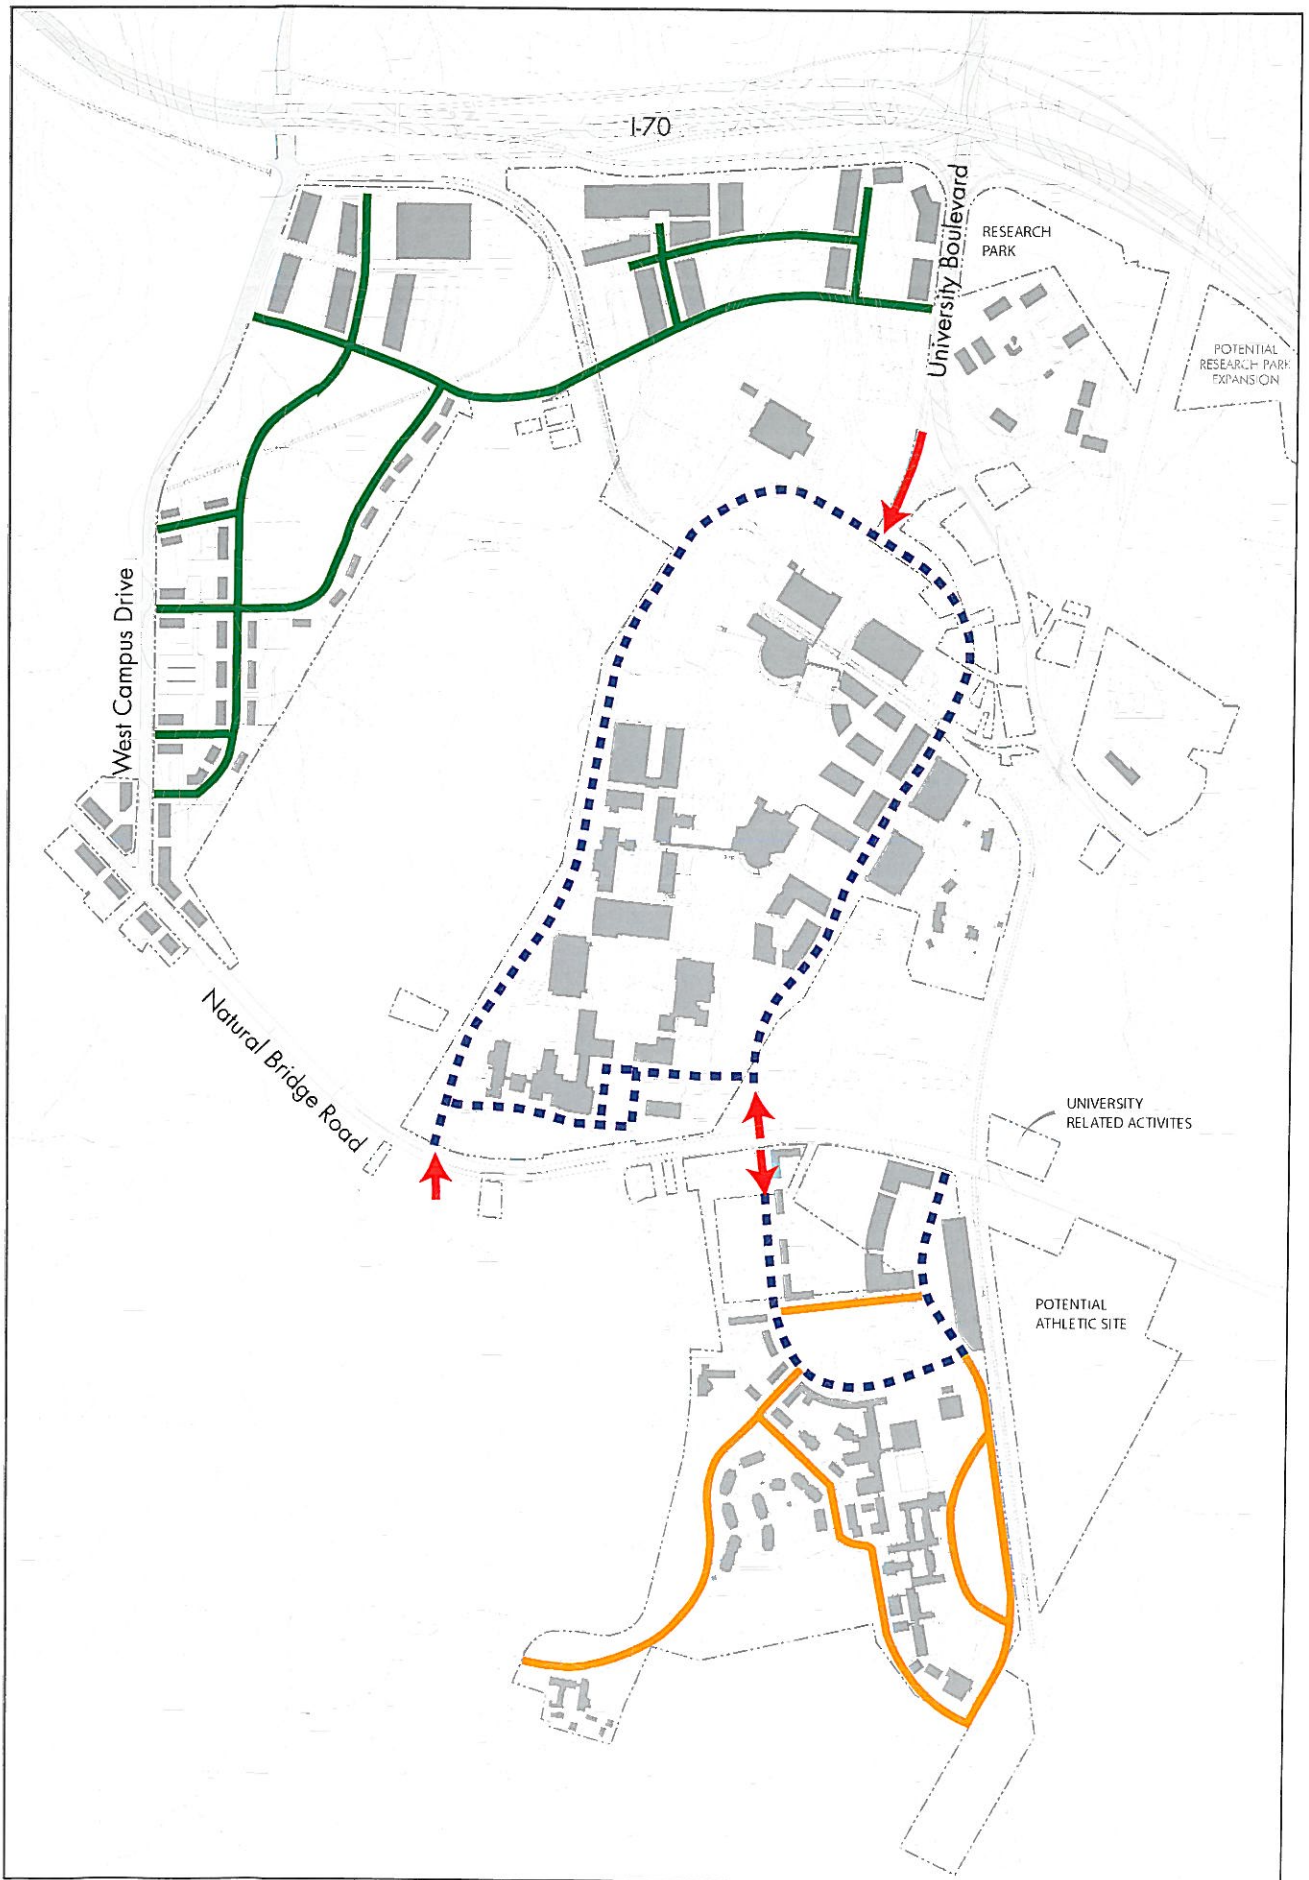 I-70
University Boulevard
RESEARCH
PARK
POTENTIAL
RESEARCH PARK
EXPANSION
West Campus Drive
Natural Bridge Road
UNIVERSITY
RELATED ACTIVITES
POTENTIAL
ATHLETIC SITE